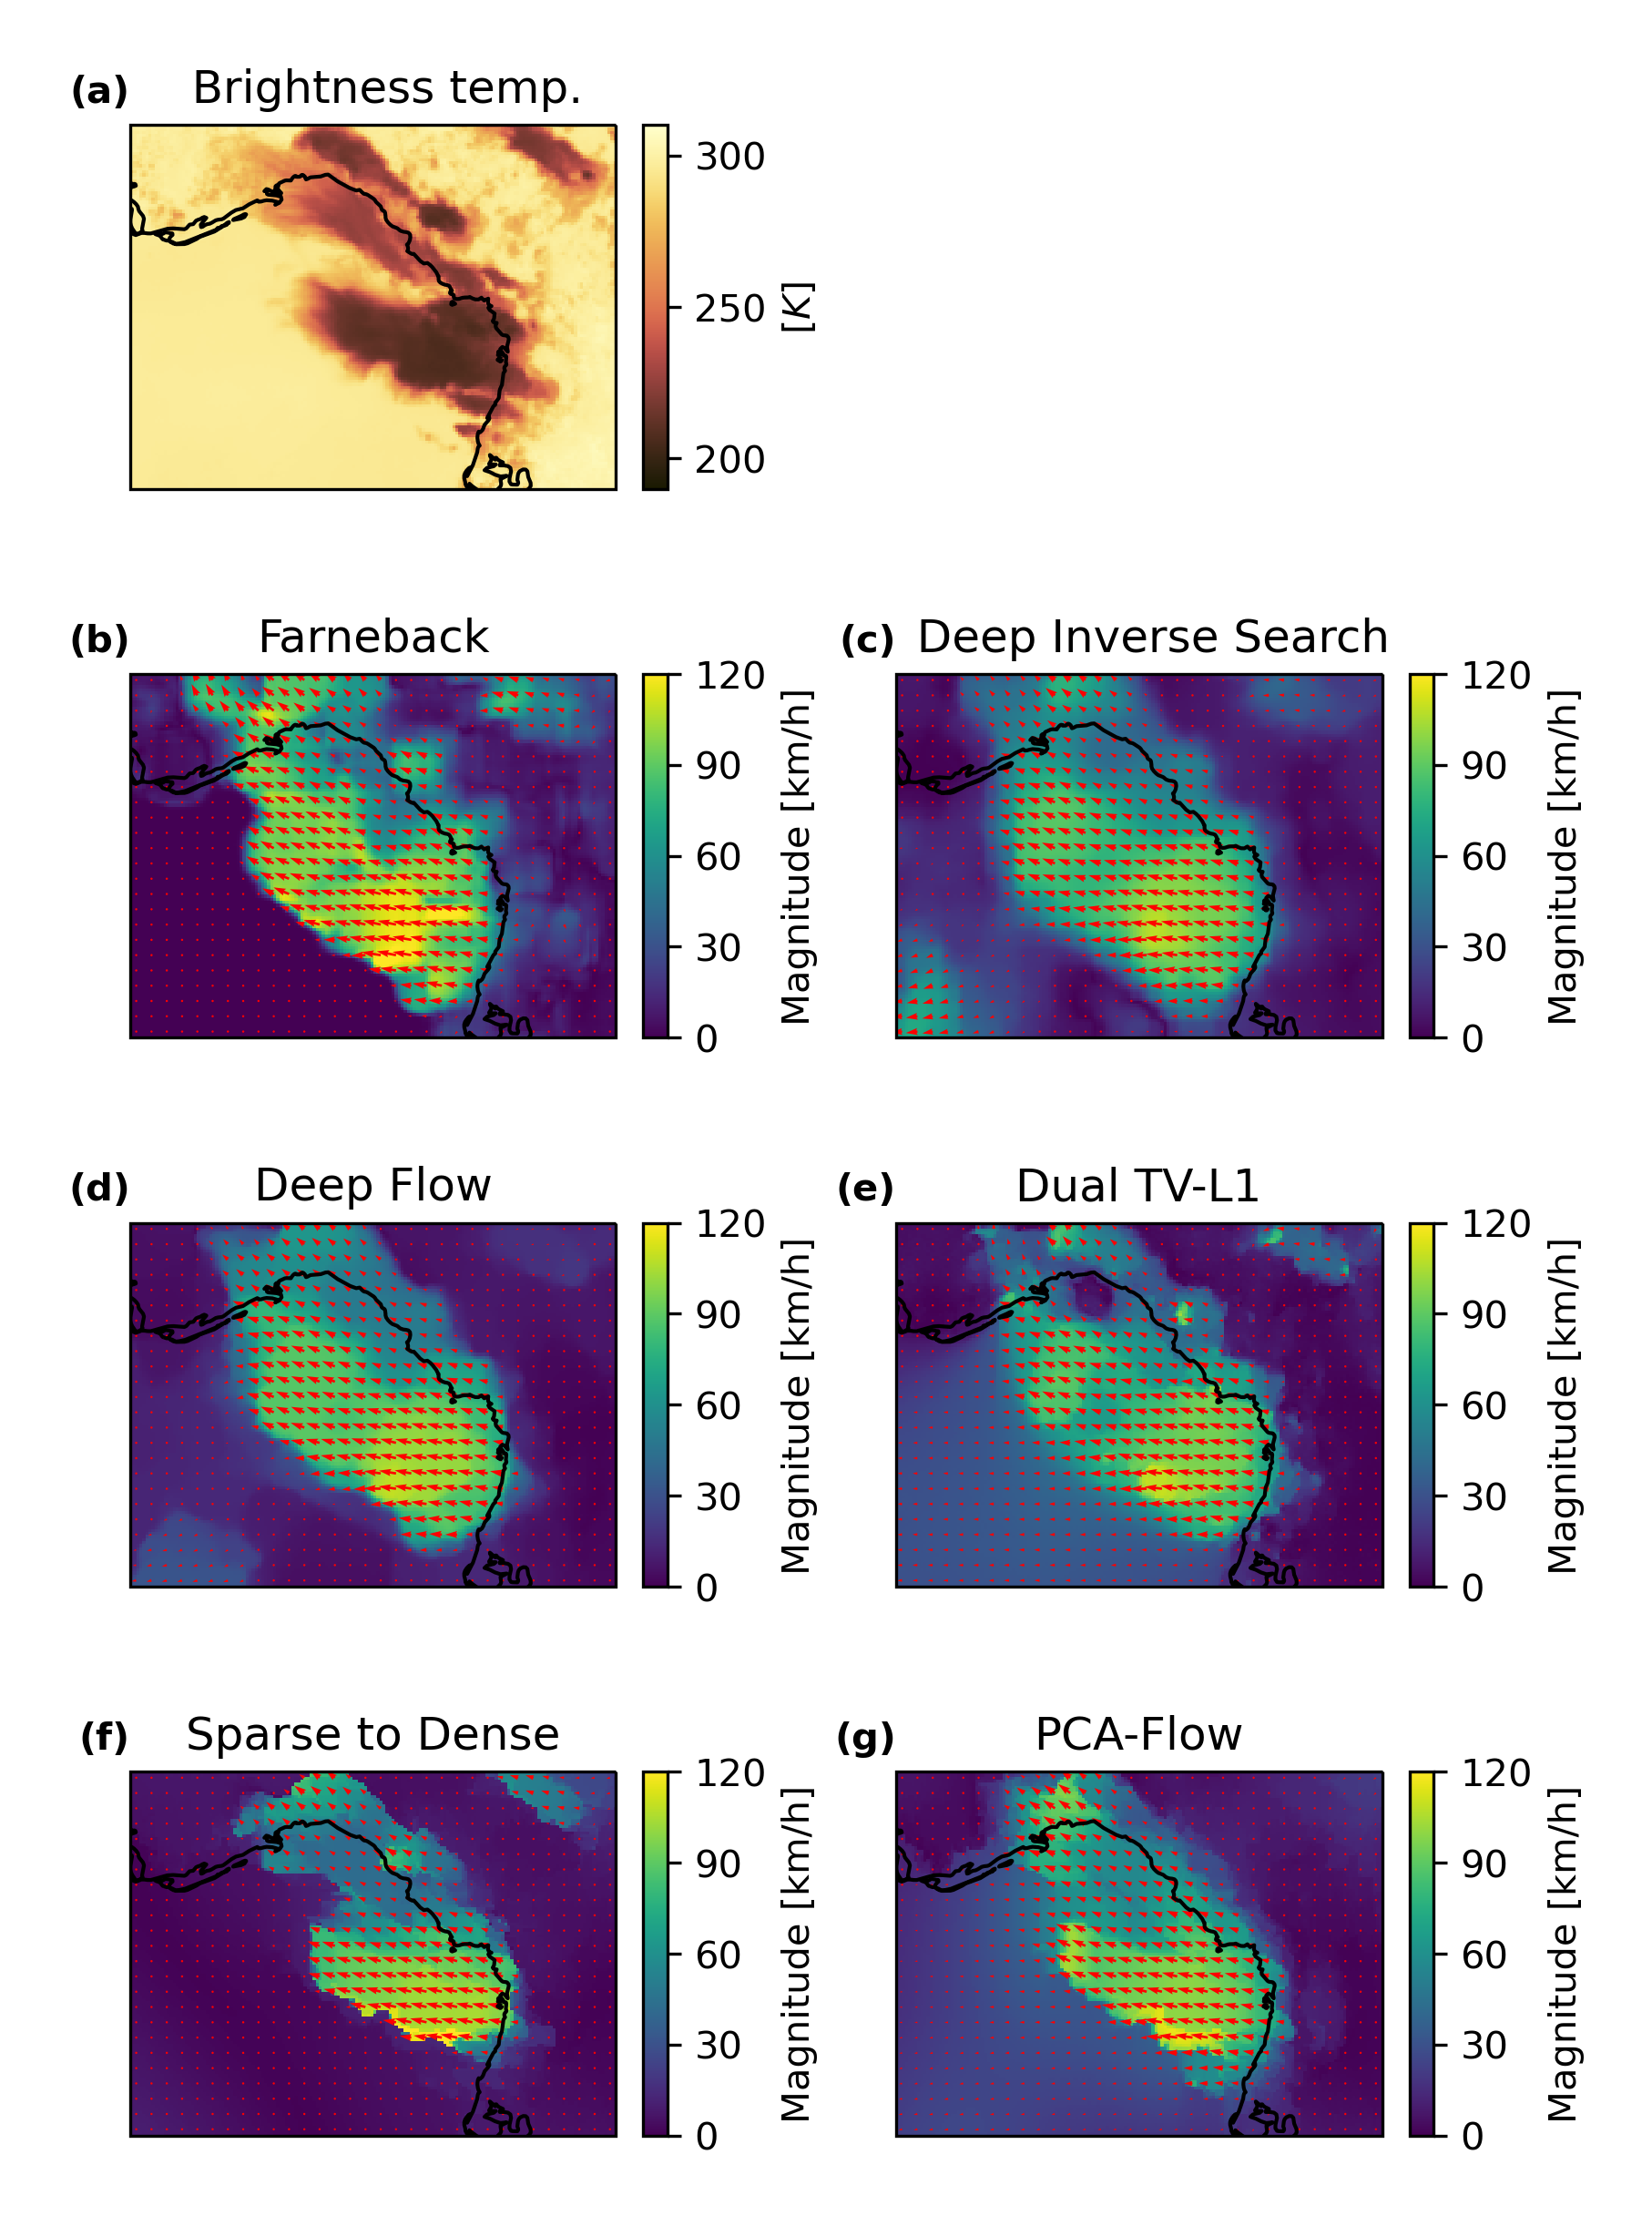 (a) Brightness temp.
300
250
200
[K]
(b) Farneback
120
90
60
30
0
Magnitude [km/h]
(c) Deep Inverse Search
120
90
60
30
0
Magnitude [km/h]
(d) Deep Flow
120
90
60
30
0
Magnitude [km/h]
(e) Dual TV-L1
120
90
60
30
0
Magnitude [km/h]
(f) Sparse to Dense
120
90
60
30
0
Magnitude [km/h]
(g) PCA-Flow
120
90
60
30
0
Magnitude [km/h]